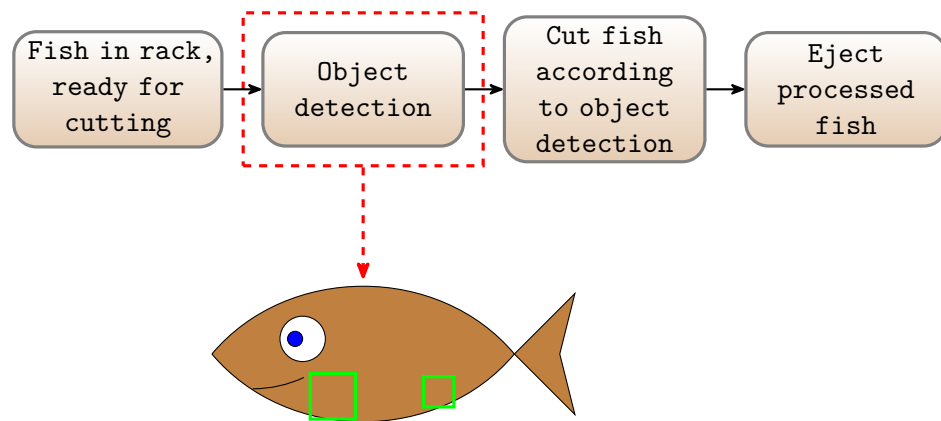 Fish in rack,
ready for
cutting
Object
detection
Cut fish
according
to object
detection
Eject
processed
fish